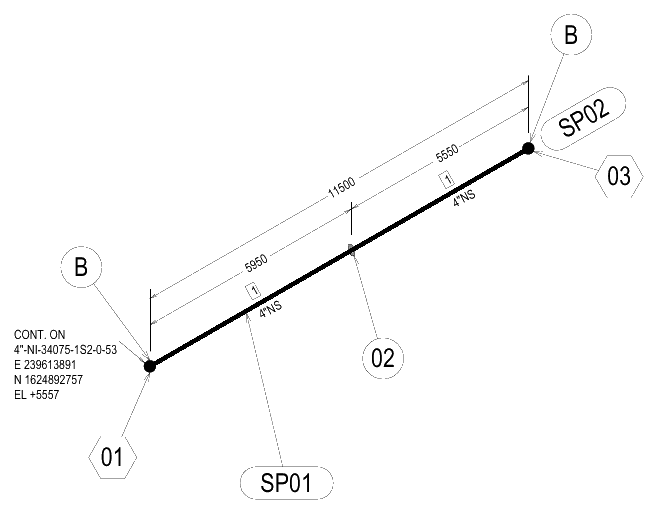 B
SP02
5550
1
03
11500
4"NS
5950
B
1
4"NS
CONT. ON
4"-NI-34075-1S2-0-53
E 239613891
N 1624892757
EL +5557
02
01
SP01